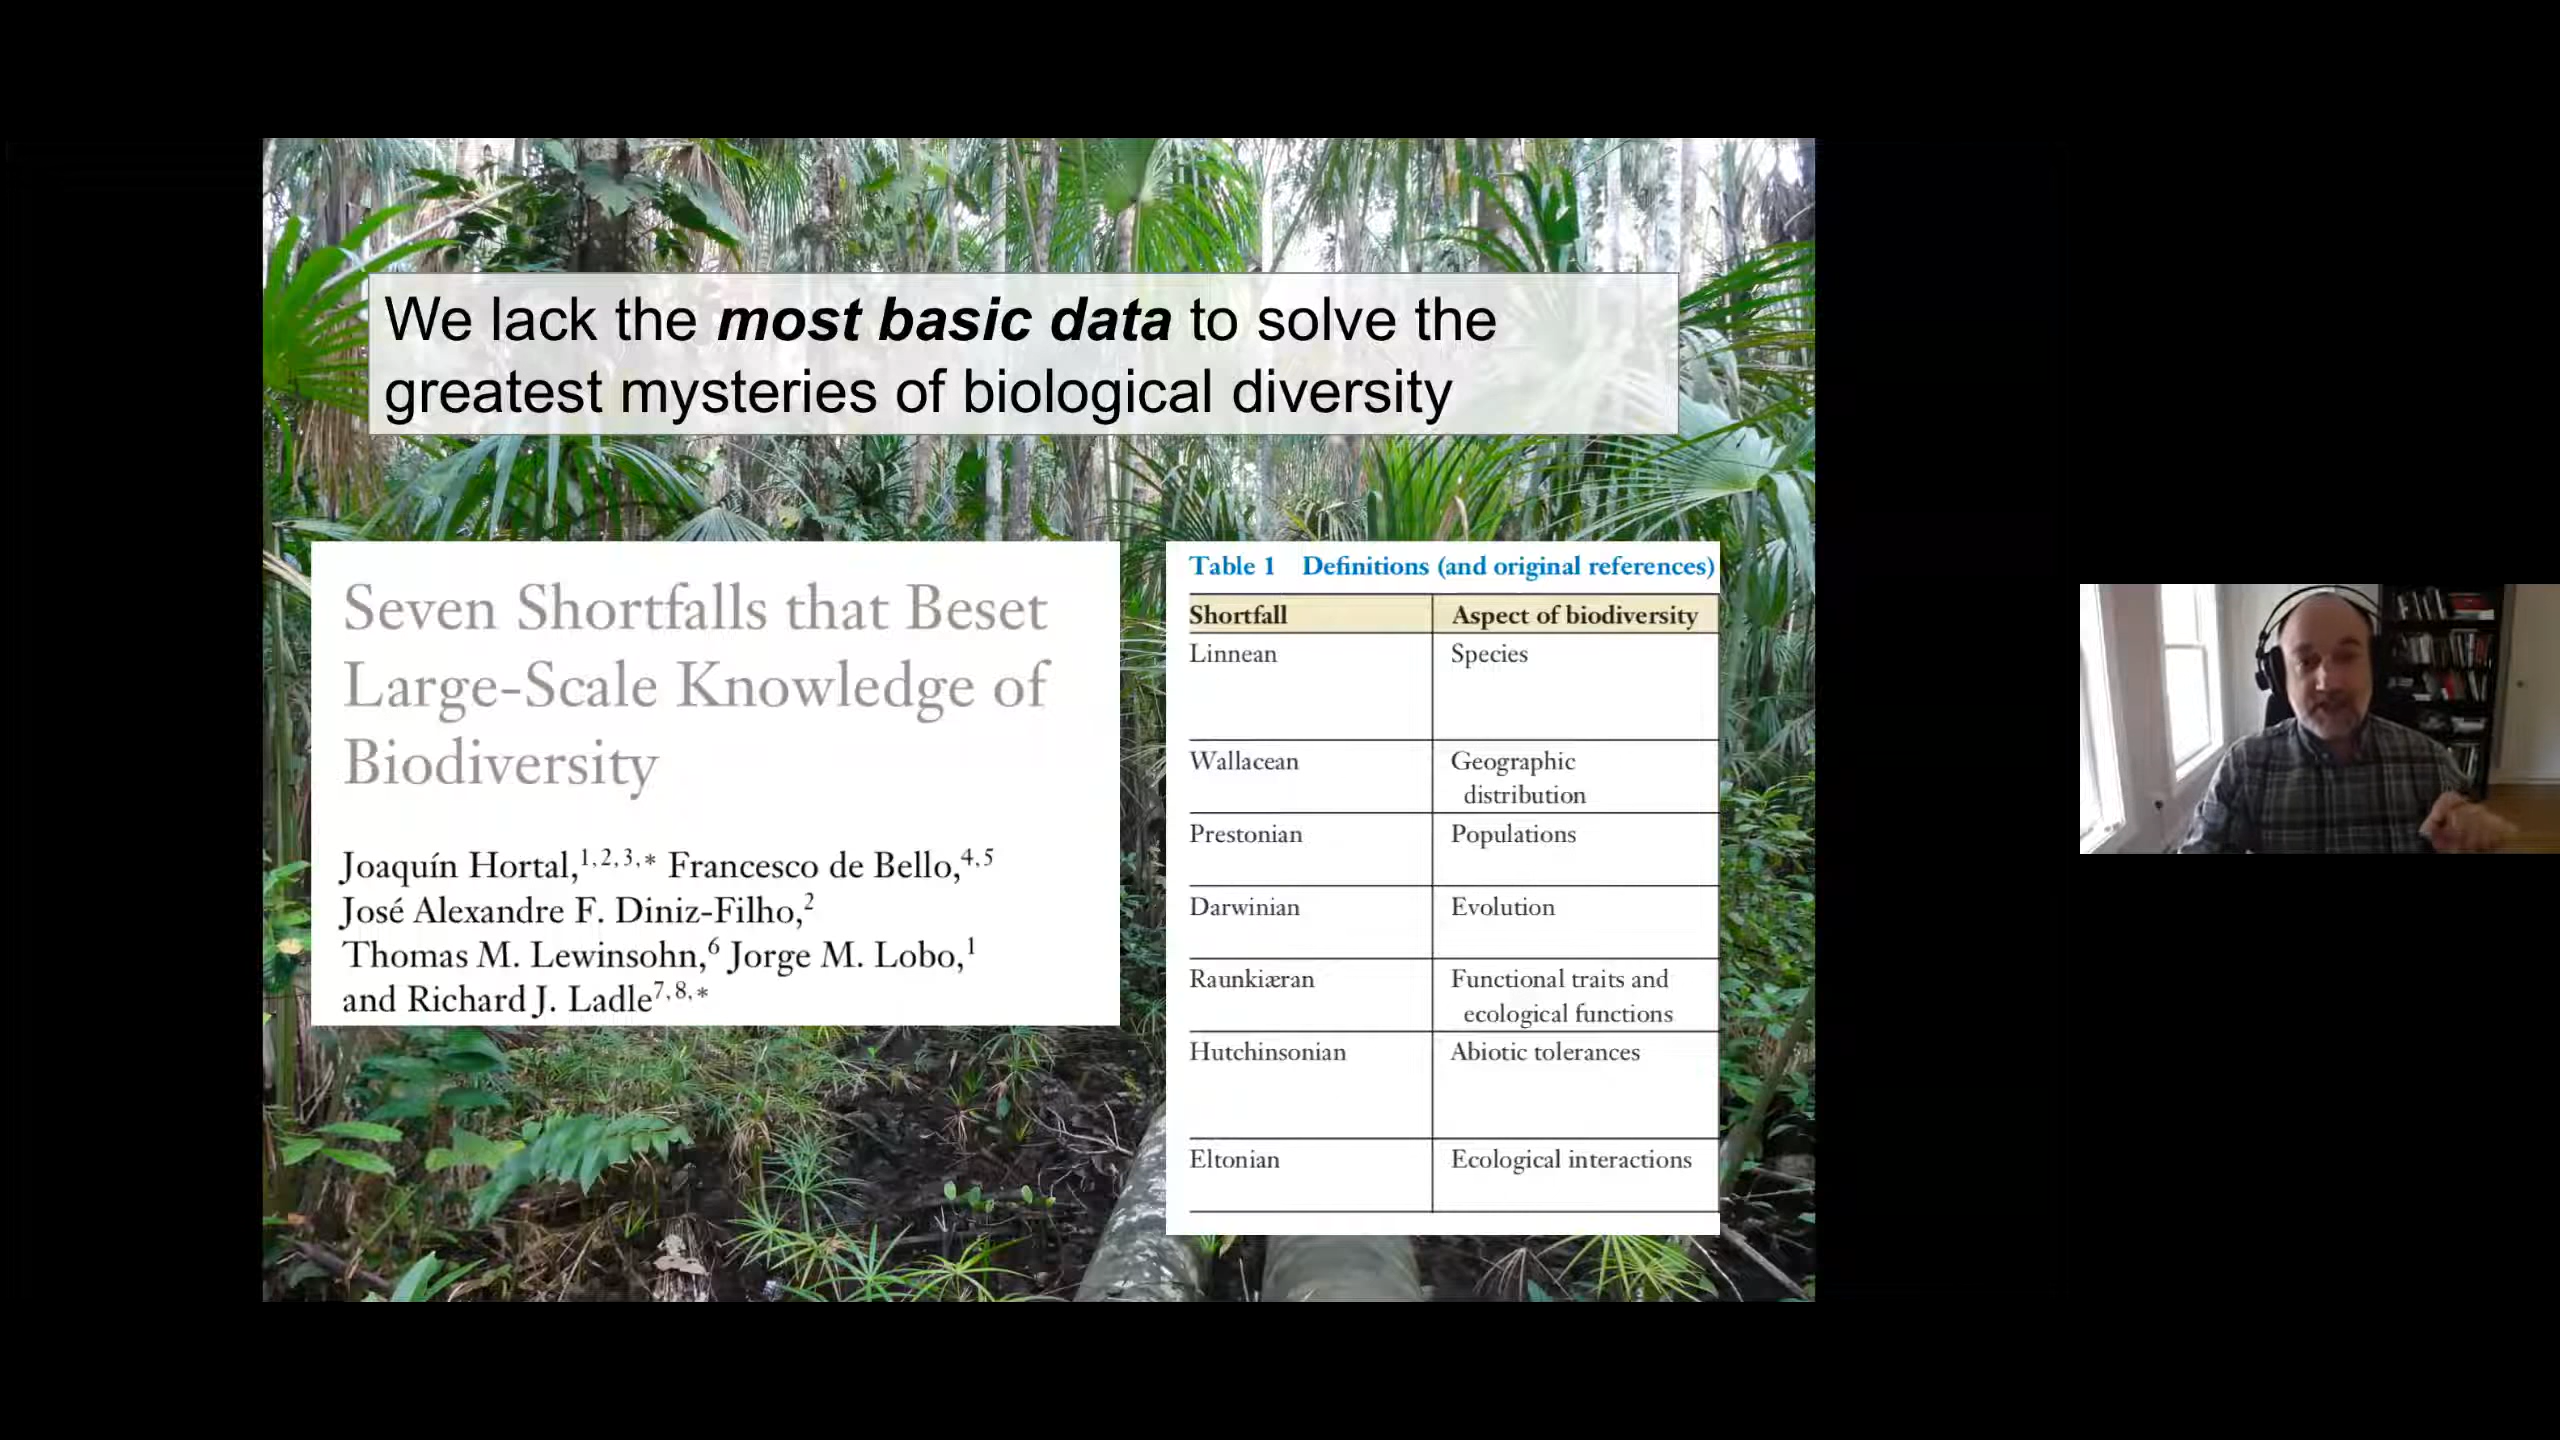 We lack the most basic data to solve the
greatest mysteries of biological diversity
Seven Shortfalls that Beset
Large-Scale Knowledge of
Biodiversity
Joaquín Hortal,1,2,3,∗ Francesco de Bello,4,5
José Alexandre F. Diniz-Filho,2
Thomas M. Lewinsohn,6 Jorge M. Lobo,1
and Richard J. Ladle7,8,∗
Table 1 Definitions (and original references)
Shortfall Aspect of biodiversity
Linnean Species
Wallacean Geographic
distribution
Prestonian Populations
Darwinian Evolution
Raunkiæran Functional traits and
ecological functions
Hutchinsonian Abiotic tolerances
Eltonian Ecological interactions